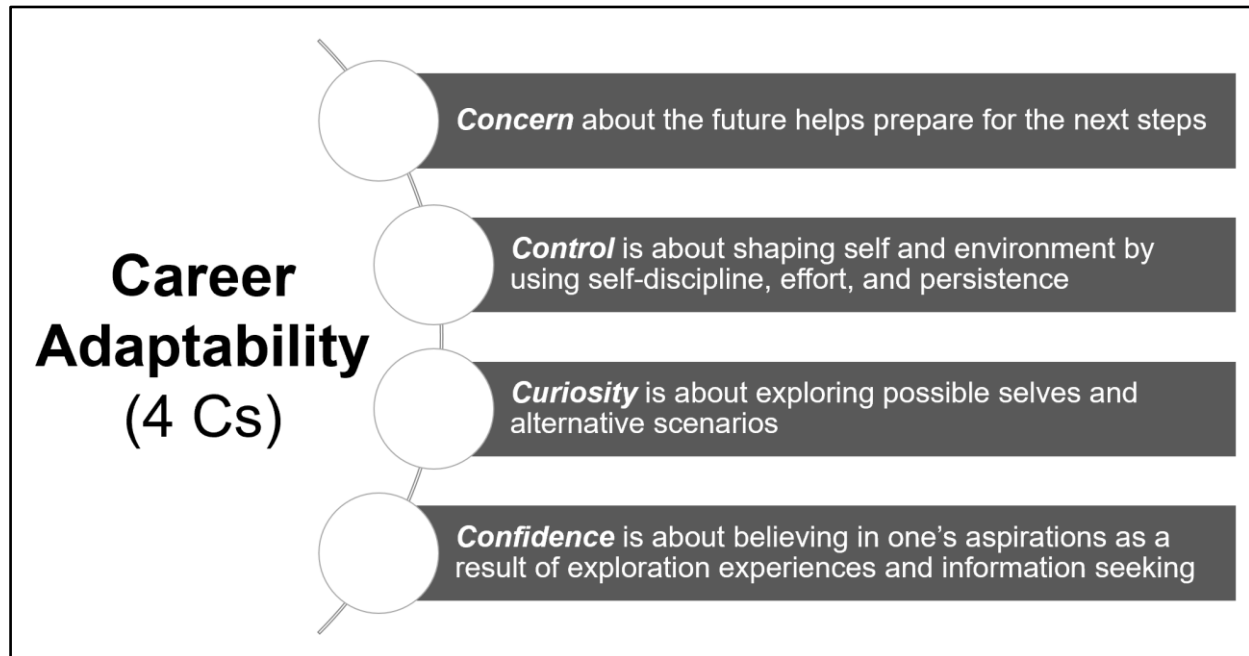 Career
Adaptability
(4 Cs)
Concern about the future helps prepare for the next steps
Control is about shaping self and environment by
using self-discipline, effort, and persistence
Curiosity is about exploring possible selves and
alternative scenarios
Confidence is about believing in one’s aspirations as a
result of exploration experiences and information seeking